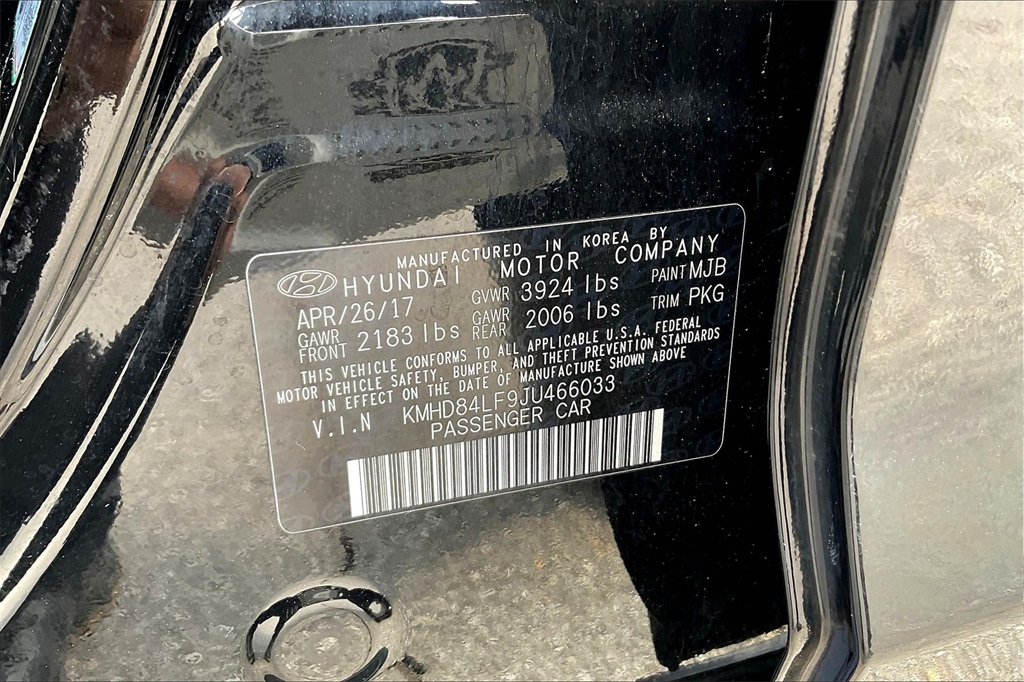 MANUFACTURED IN KOREA BY
HYUNDAI MOTOR COMPANY
APR/26/17 GVWR 3924 lbs PAINT MJB
GAWR FRONT 2183 lbs GAWR REAR 2006 lbs TRIM PKG
THIS VEHICLE CONFORMS TO ALL APPLICABLE U.S.A. FEDERAL
MOTOR VEHICLE SAFETY, BUMPER, AND THEFT PREVENTION STANDARDS
IN EFFECT ON THE DATE OF MANUFACTURE SHOWN ABOVE
V.I.N KMHD84LF9JU466033
PASSENGER CAR